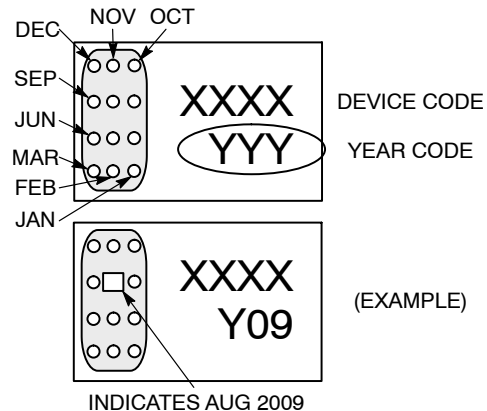 DEC NOV OCT
SEP
JUN
MAR
FEB
JAN
XXXX DEVICE CODE
YYY YEAR CODE
XXXX
Y09
(EXAMPLE)
INDICATES AUG 2009